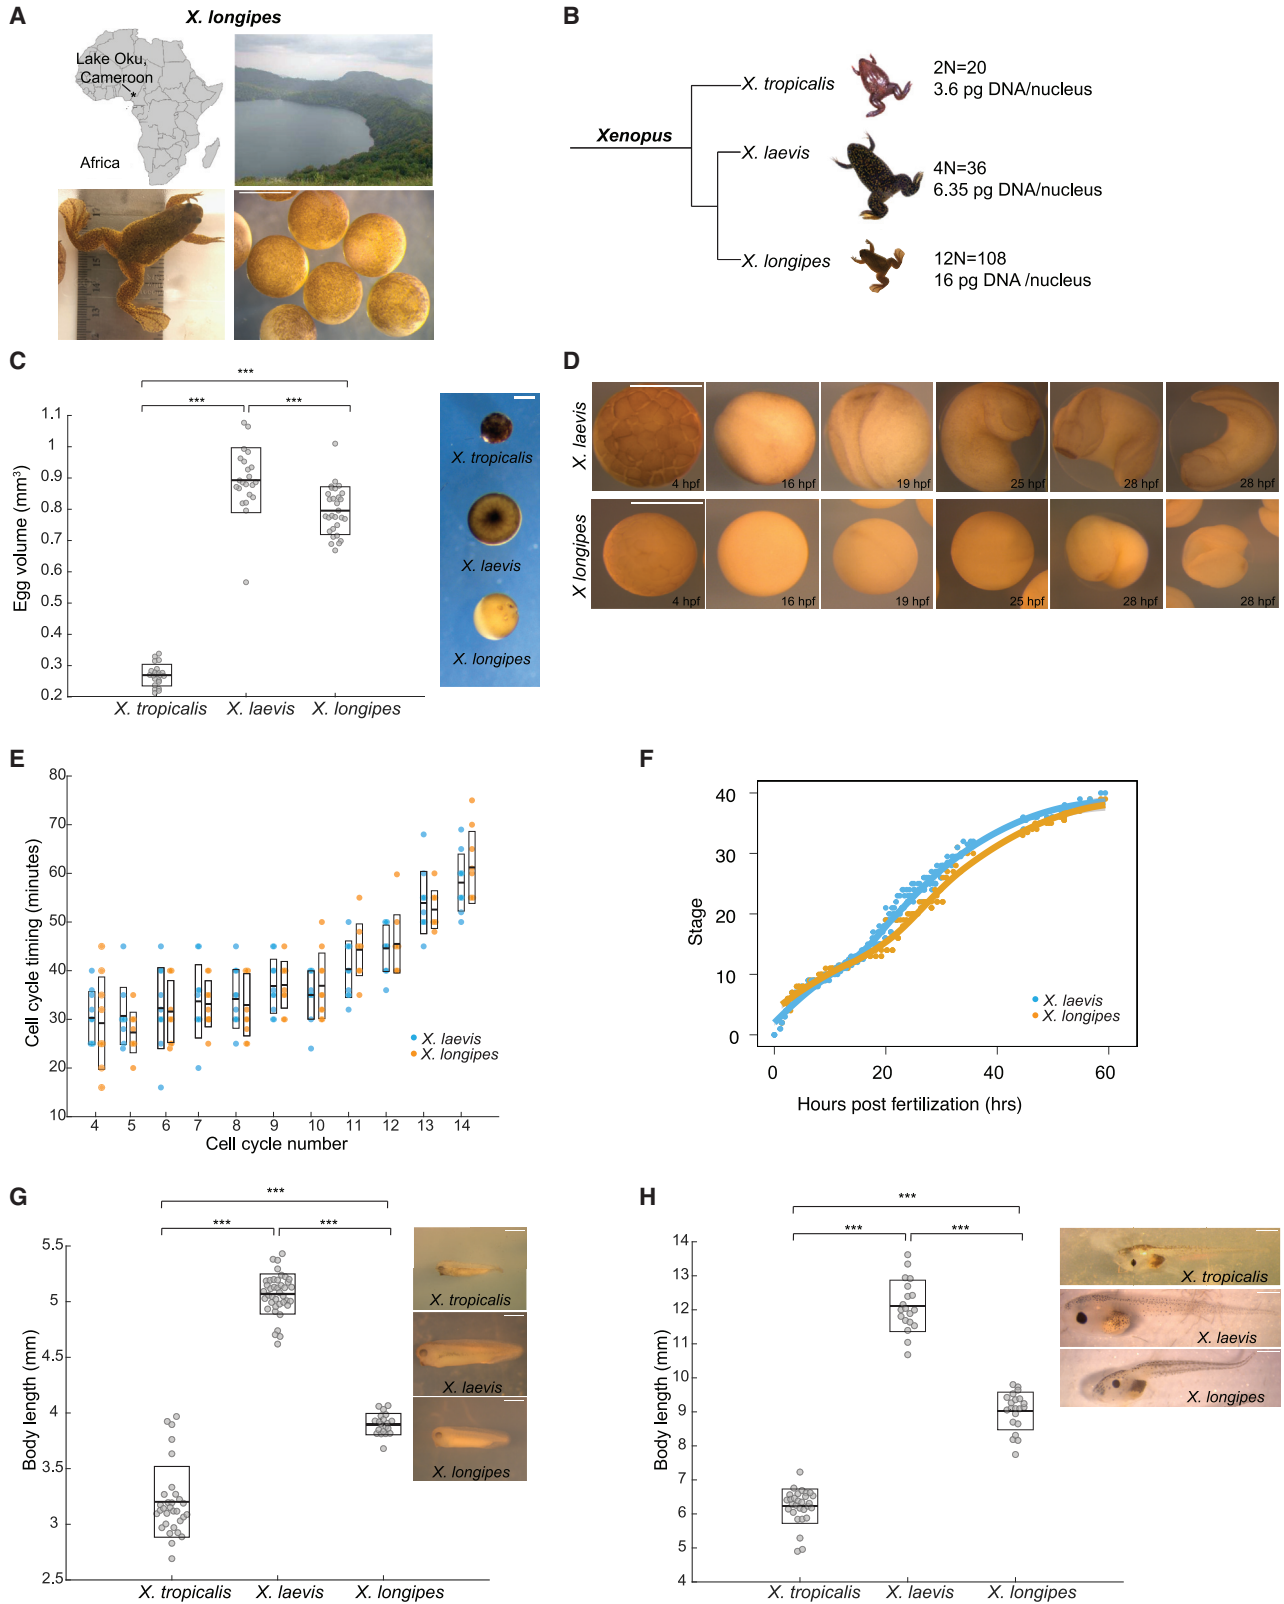 A
X. longipes
Lake Oku,
Cameroon
*
Africa
B
Xenopus
X. tropicalis
2N=20
3.6 pg DNA/nucleus
X. laevis
4N=36
6.35 pg DNA/nucleus
X. longipes
12N=108
16 pg DNA /nucleus
C
***
*** ***
Egg volume (mm³)
1.1
1
0.9
0.8
0.7
0.6
0.5
0.4
0.3
0.2
X. tropicalis X. laevis X. longipes
X. tropicalis
X. laevis
X. longipes
D
X. laevis
4 hpf 16 hpf 19 hpf 25 hpf 28 hpf 28 hpf
X longipes
4 hpf 16 hpf 19 hpf 25 hpf 28 hpf 28 hpf
E
Cell cycle timing (minutes)
80
70
60
50
40
30
20
10
4 5 6 7 8 9 10 11 12 13 14
Cell cycle number
X. laevis
X. longipes
F
Stage
40
30
20
10
0
0 20 40 60
Hours post fertilization (hrs)
X. laevis
X. longipes
G
***
*** ***
Body length (mm)
5.5
5
4.5
4
3.5
3
2.5
X. tropicalis X. laevis X. longipes
X. tropicalis
X. laevis
X. longipes
H
***
*** ***
Body length (mm)
14
13
12
11
10
9
8
7
6
5
4
X. tropicalis X. laevis X. longipes
X. tropicalis
X. laevis
X. longipes